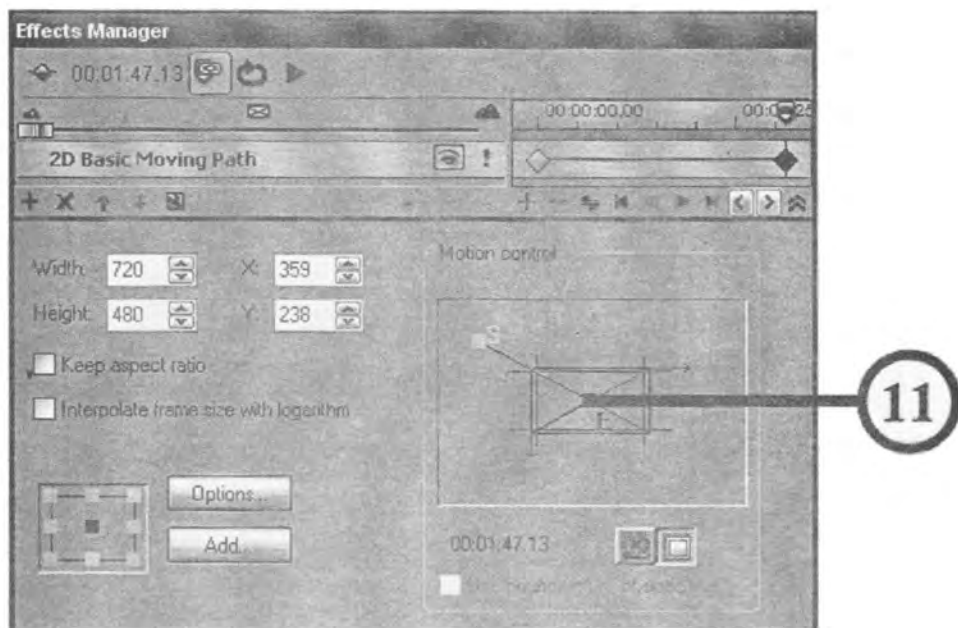 Effects Manager
00:01:47.13
00:00:00.00
2D Basic Moving Path
!
Width: 720 X: 359
Motion control
Height: 480 Y: 238
S
Keep aspect ratio
11
Interpolate frame size with logarithm
E
Options...
Add...
00:01:47.13
2D